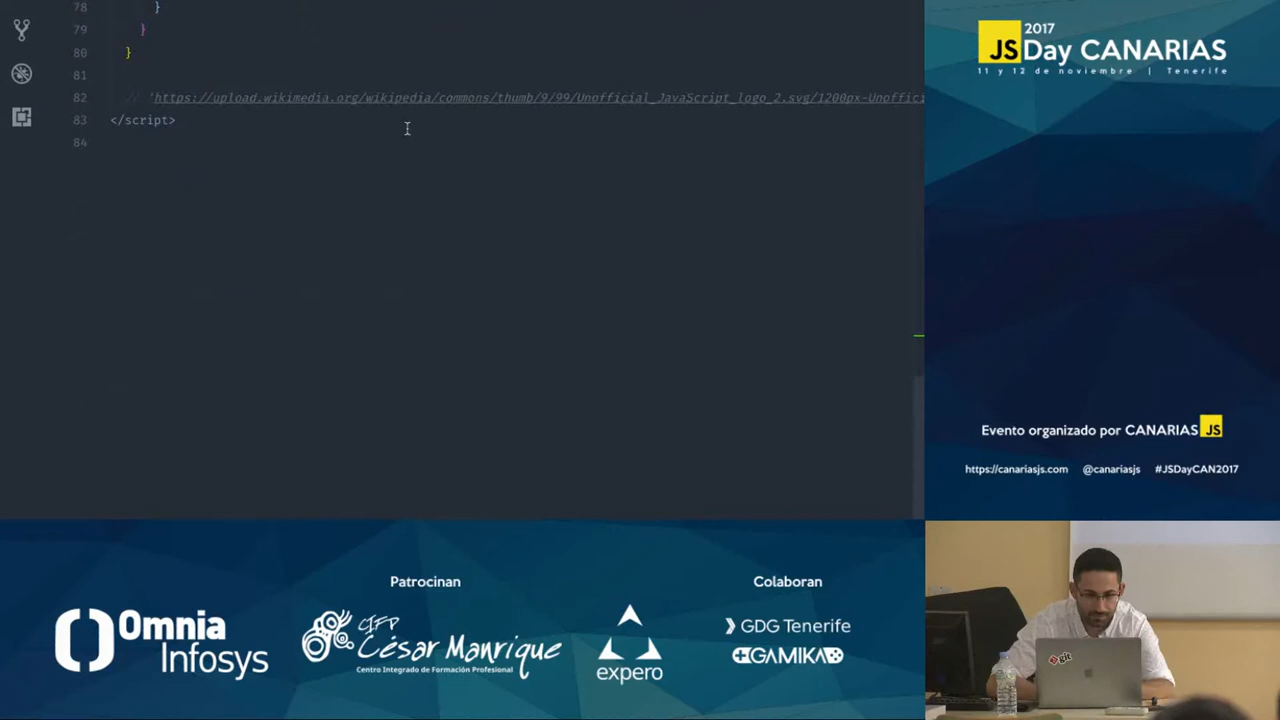 78 }
79 }
80 }
81
82 // 'https://upload.wikimedia.org/wikipedia/commons/thumb/9/99/Unofficial_JavaScript_logo_2.svg/1200px-Unoffici
83 </script>
84
2017
JSDay CANARIAS
11 y 12 de noviembre | Tenerife
Evento organizado por CANARIAS JS
https://canariasjs.com @canariasjs #JSDayCAN2017
Patrocinan
Colaboran
Omnia
Infosys
CIFP
César Manrique
Centro Integrado de Formación Profesional
expero
GDG Tenerife
GAMIKA
git